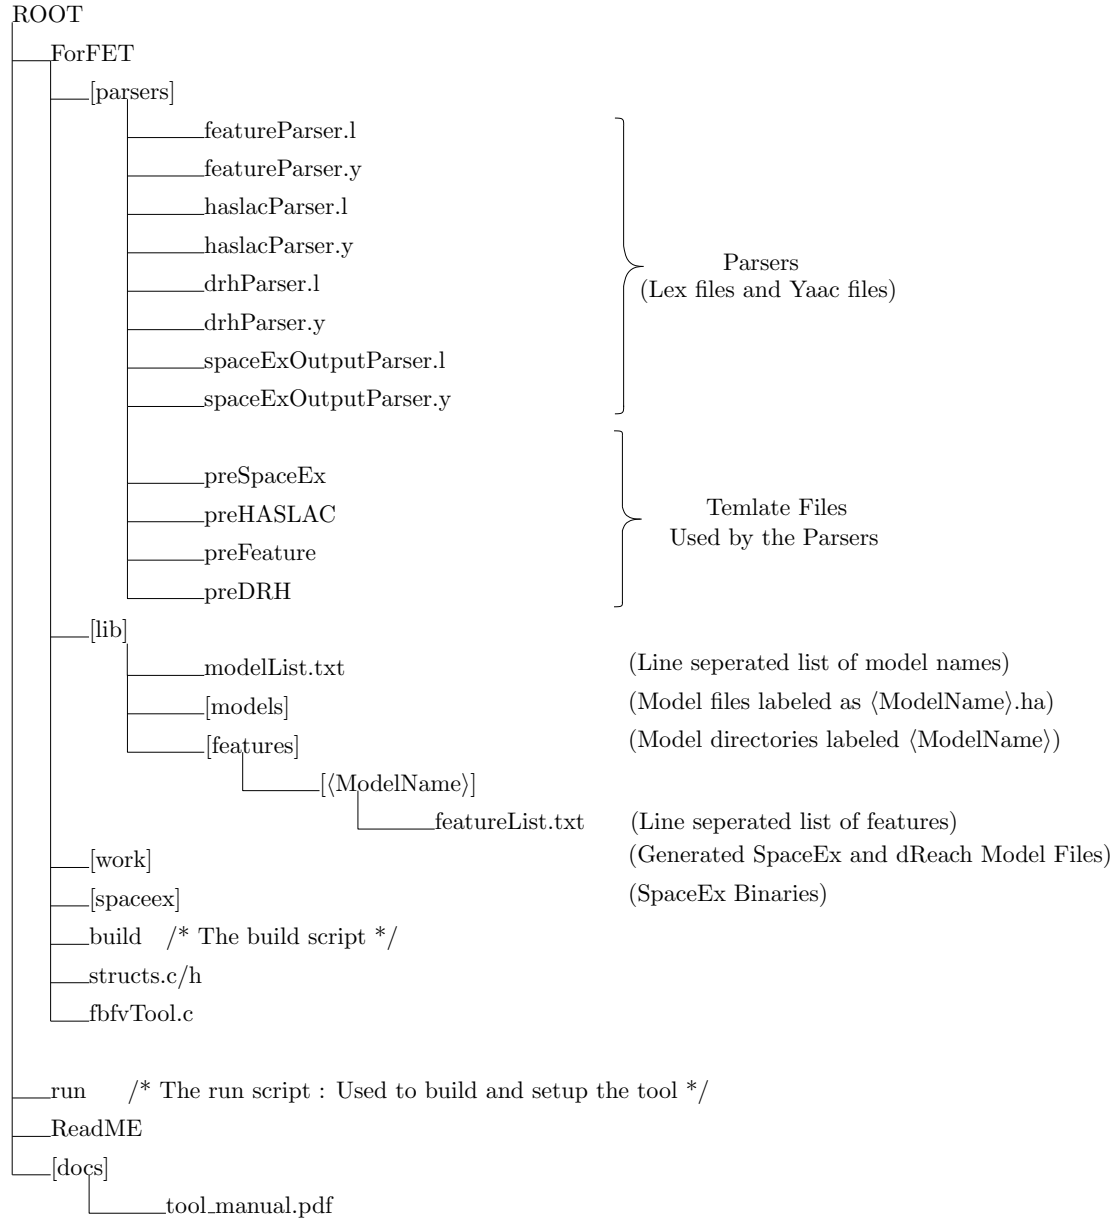 ROOT
ForFET
[parsers]
featureParser.l
featureParser.y
haslacParser.l
haslacParser.y
drhParser.l
drhParser.y
spaceExOutputParser.l
spaceExOutputParser.y
Parsers
(Lex files and Yaac files)
preSpaceEx
preHASLAC
preFeature
preDRH
Temlate Files
Used by the Parsers
[lib]
modelList.txt (Line seperated list of model names)
[models] (Model files labeled as ⟨ModelName⟩.ha)
[features] (Model directories labeled ⟨ModelName⟩)
[⟨ModelName⟩]
featureList.txt (Line seperated list of features)
[work] (Generated SpaceEx and dReach Model Files)
[spaceex] (SpaceEx Binaries)
build /* The build script */
structs.c/h
fbfvTool.c
run /* The run script : Used to build and setup the tool */
ReadME
[docs]
tool_manual.pdf